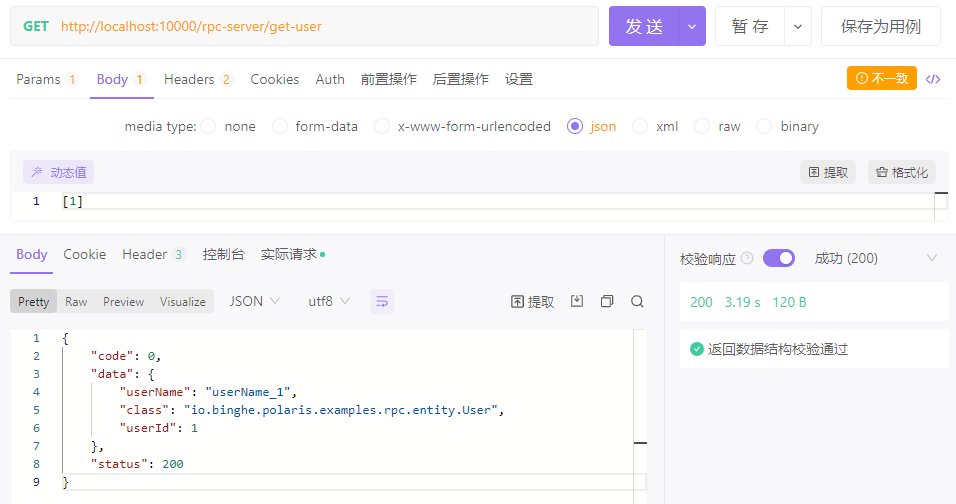 GET http://localhost:10000/rpc-server/get-user 发 送 暂 存 保存为用例
Params 1 Body 1 Headers 2 Cookies Auth 前置操作 后置操作 设置 不一致 </>
media type: none form-data x-www-form-urlencoded json xml raw binary
动态值 提取 格式化
1 [1]
Body Cookie Header 3 控制台 实际请求 校验响应 成功 (200)
Pretty Raw Preview Visualize JSON utf8 提取 200 3.19 s 120 B
1 {
2 "code": 0, 返回数据结构校验通过
3 "data": {
4 "userName": "userName_1",
5 "class": "io.binghe.polaris.examples.rpc.entity.User",
6 "userId": 1
7 },
8 "status": 200
9 }